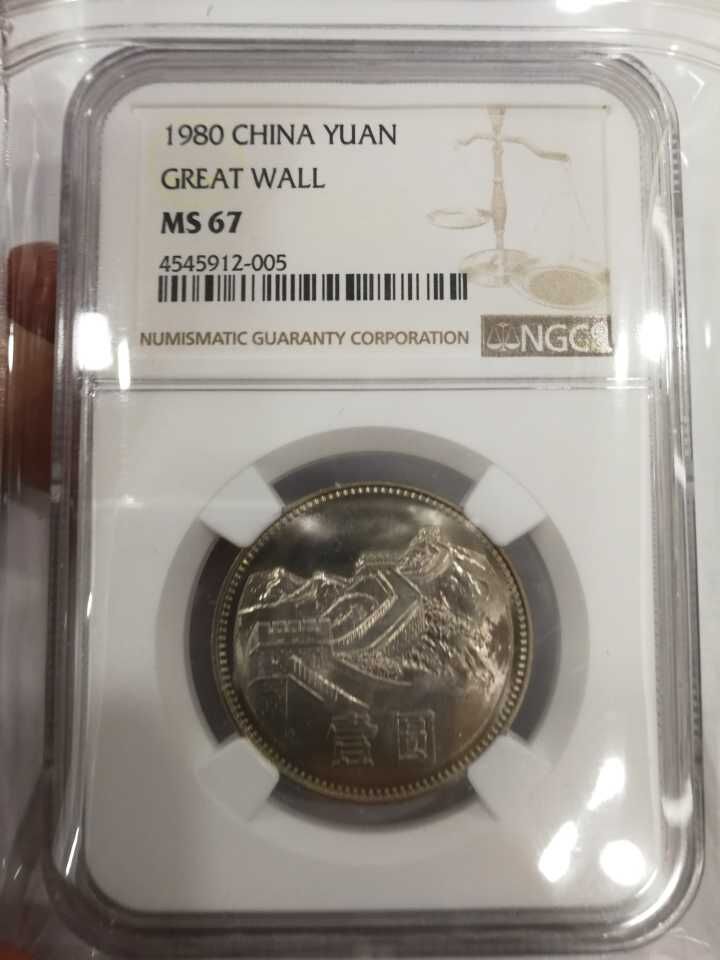 1980 CHINA YUAN
GREAT WALL
MS 67
4545912-005
NUMISMATIC GUARANTY CORPORATION NGC
壹圆